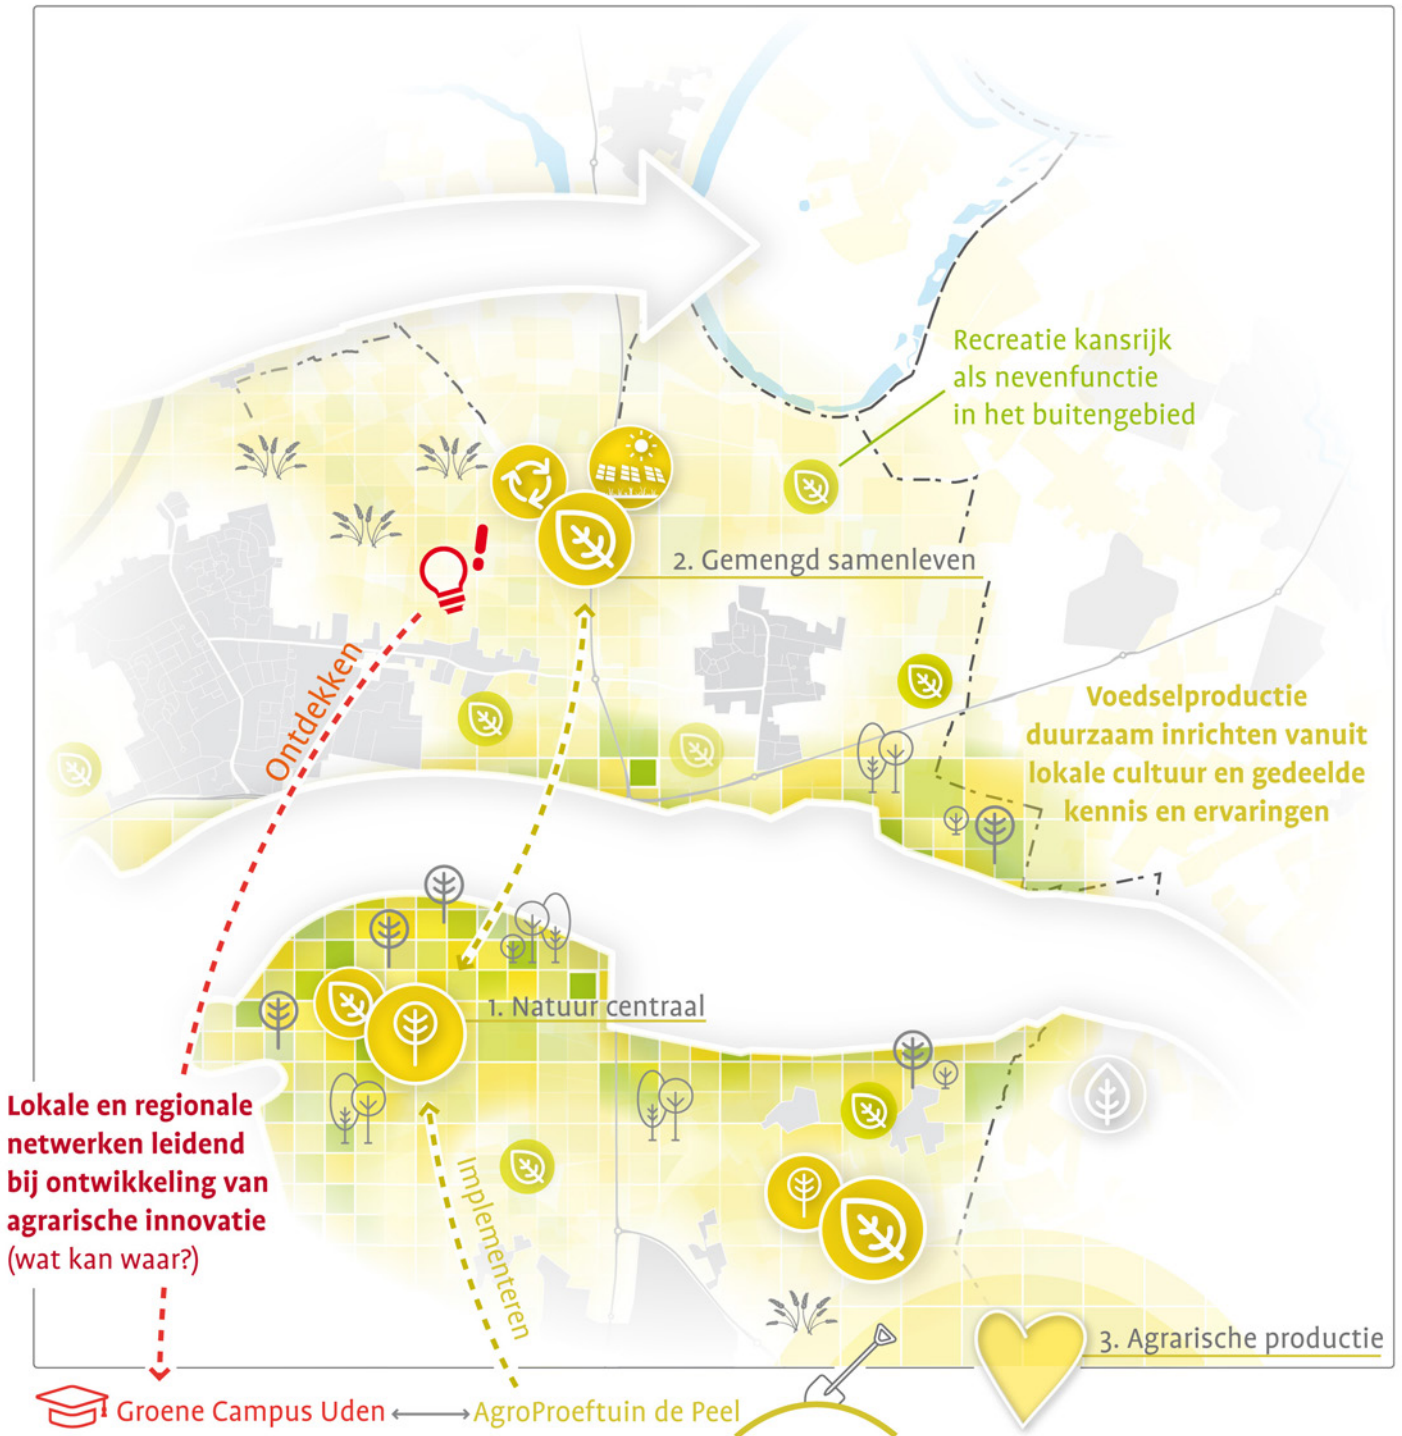 Recreatie kansrijk
als nevenfunctie
in het buitengebied
2. Gemengd samenleven
Ontdekken
Voedselproductie
duurzaam inrichten vanuit
lokale cultuur en gedeelde
kennis en ervaringen
1. Natuur centraal
Lokale en regionale
netwerken leidend
bij ontwikkeling van
agrarische innovatie
(wat kan waar?)
Implementeren
3. Agrarische productie
Groene Campus Uden
AgroProeftuin de Peel